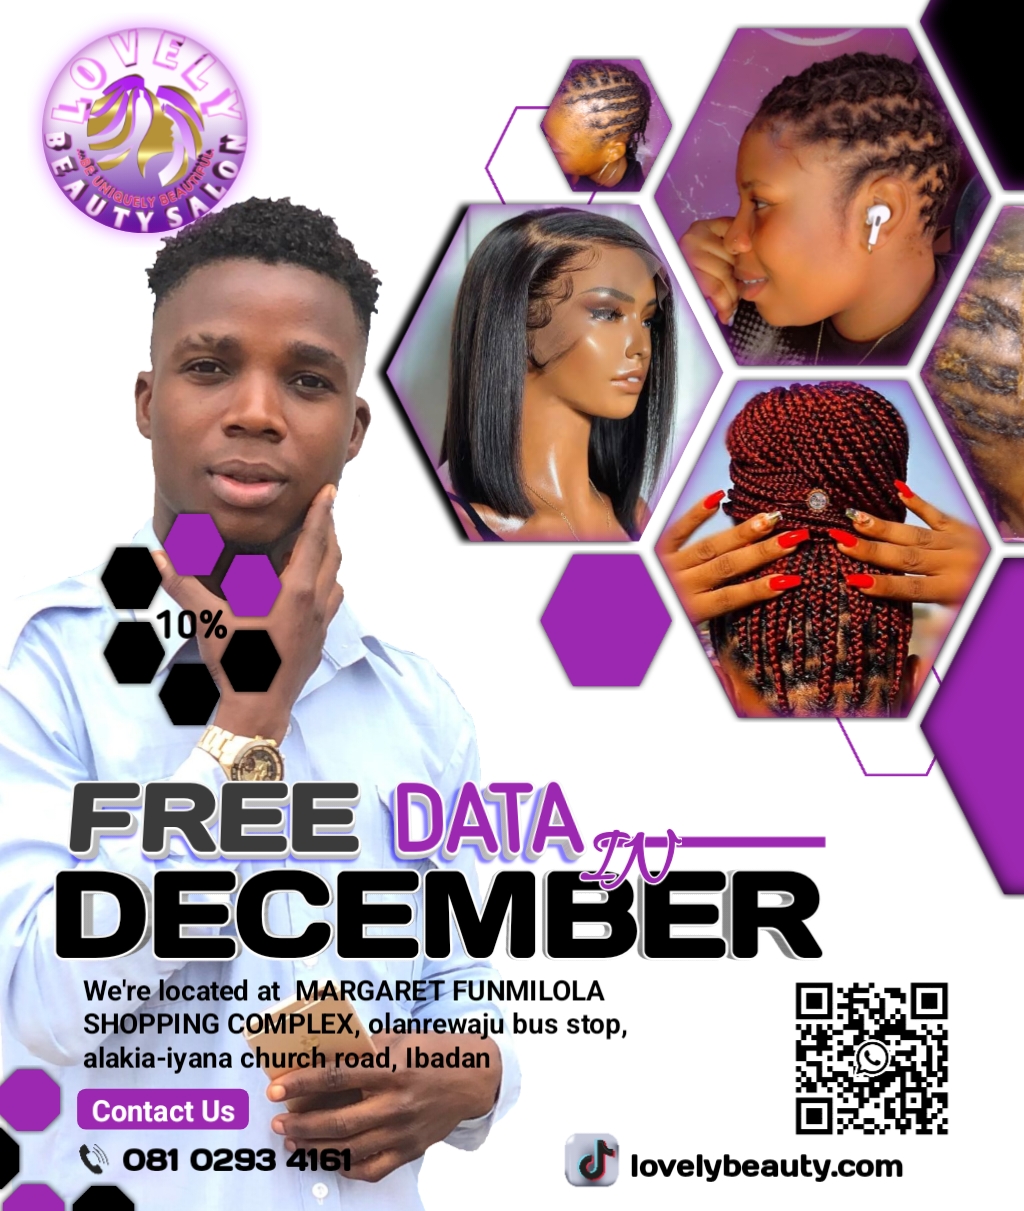 LOVELY
BEAUTY SALON
BE UNIQUELY BEAUTIFUL
10%
FREE DATA
IN
DECEMBER
We're located at MARGARET FUNMILOLA
SHOPPING COMPLEX, olanrewaju bus stop,
alakia-iyana church road, Ibadan
Contact Us
081 0293 4161
lovelybeauty.com